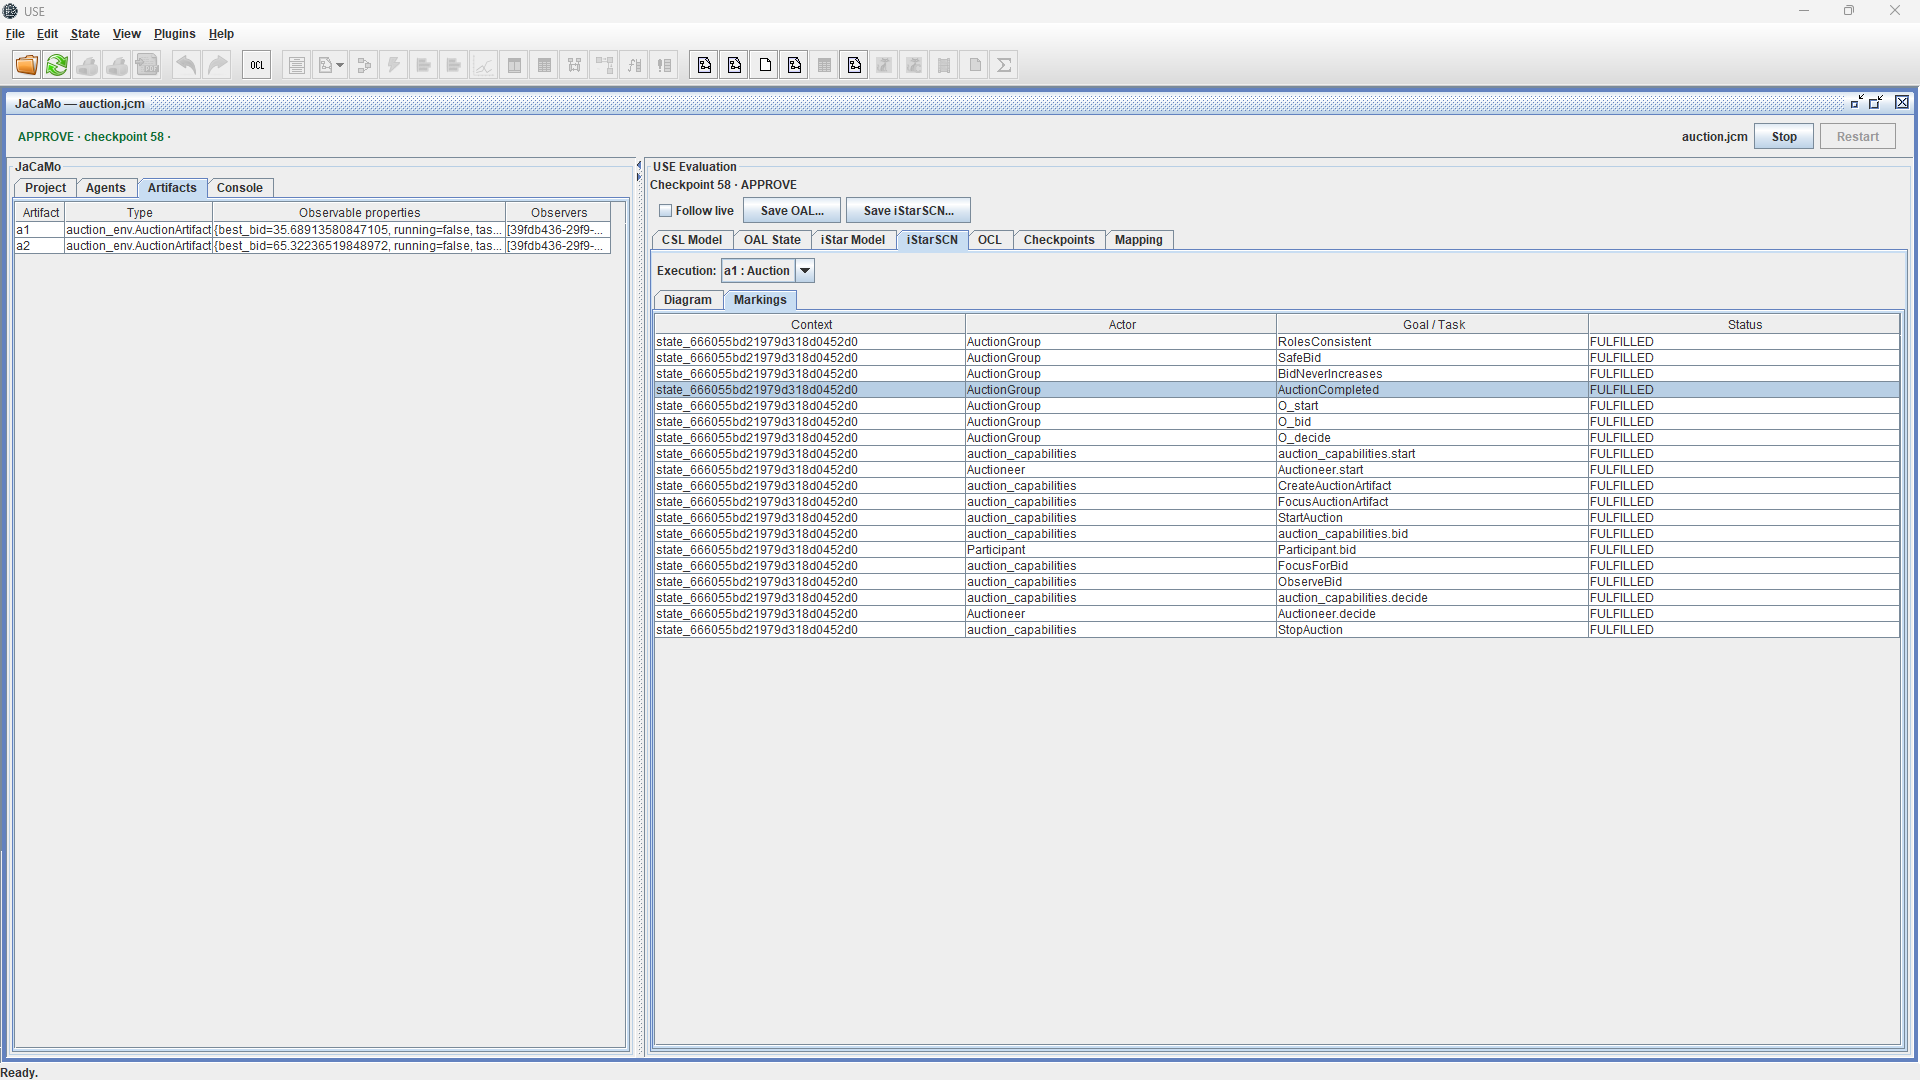 USE
File Edit State View Plugins Help
OCL
JaCaMo — auction.jcm
APPROVE · checkpoint 58 ·
auction.jcm Stop Restart
JaCaMo
Project Agents Artifacts Console
Artifact Type Observable properties Observers
a1 auction_env.AuctionArtifact {best_bid=35.68913580847105, running=false, tas... [39fdb436-29f9-...
a2 auction_env.AuctionArtifact {best_bid=65.32236519848972, running=false, tas... [39fdb436-29f9-...
USE Evaluation
Checkpoint 58 · APPROVE
Follow live Save OAL... Save iStarSCN...
CSL Model OAL State iStar Model iStarSCN OCL Checkpoints Mapping
Execution: a1 : Auction
Diagram Markings
Context Actor Goal / Task Status
state_666055bd21979d318d0452d0 AuctionGroup RolesConsistent FULFILLED
state_666055bd21979d318d0452d0 AuctionGroup SafeBid FULFILLED
state_666055bd21979d318d0452d0 AuctionGroup BidNeverIncreases FULFILLED
state_666055bd21979d318d0452d0 AuctionGroup AuctionCompleted FULFILLED
state_666055bd21979d318d0452d0 AuctionGroup O_start FULFILLED
state_666055bd21979d318d0452d0 AuctionGroup O_bid FULFILLED
state_666055bd21979d318d0452d0 AuctionGroup O_decide FULFILLED
state_666055bd21979d318d0452d0 auction_capabilities auction_capabilities.start FULFILLED
state_666055bd21979d318d0452d0 Auctioneer Auctioneer.start FULFILLED
state_666055bd21979d318d0452d0 auction_capabilities CreateAuctionArtifact FULFILLED
state_666055bd21979d318d0452d0 auction_capabilities FocusAuctionArtifact FULFILLED
state_666055bd21979d318d0452d0 auction_capabilities StartAuction FULFILLED
state_666055bd21979d318d0452d0 auction_capabilities auction_capabilities.bid FULFILLED
state_666055bd21979d318d0452d0 Participant Participant.bid FULFILLED
state_666055bd21979d318d0452d0 auction_capabilities FocusForBid FULFILLED
state_666055bd21979d318d0452d0 auction_capabilities ObserveBid FULFILLED
state_666055bd21979d318d0452d0 auction_capabilities auction_capabilities.decide FULFILLED
state_666055bd21979d318d0452d0 Auctioneer Auctioneer.decide FULFILLED
state_666055bd21979d318d0452d0 auction_capabilities StopAuction FULFILLED
Ready.